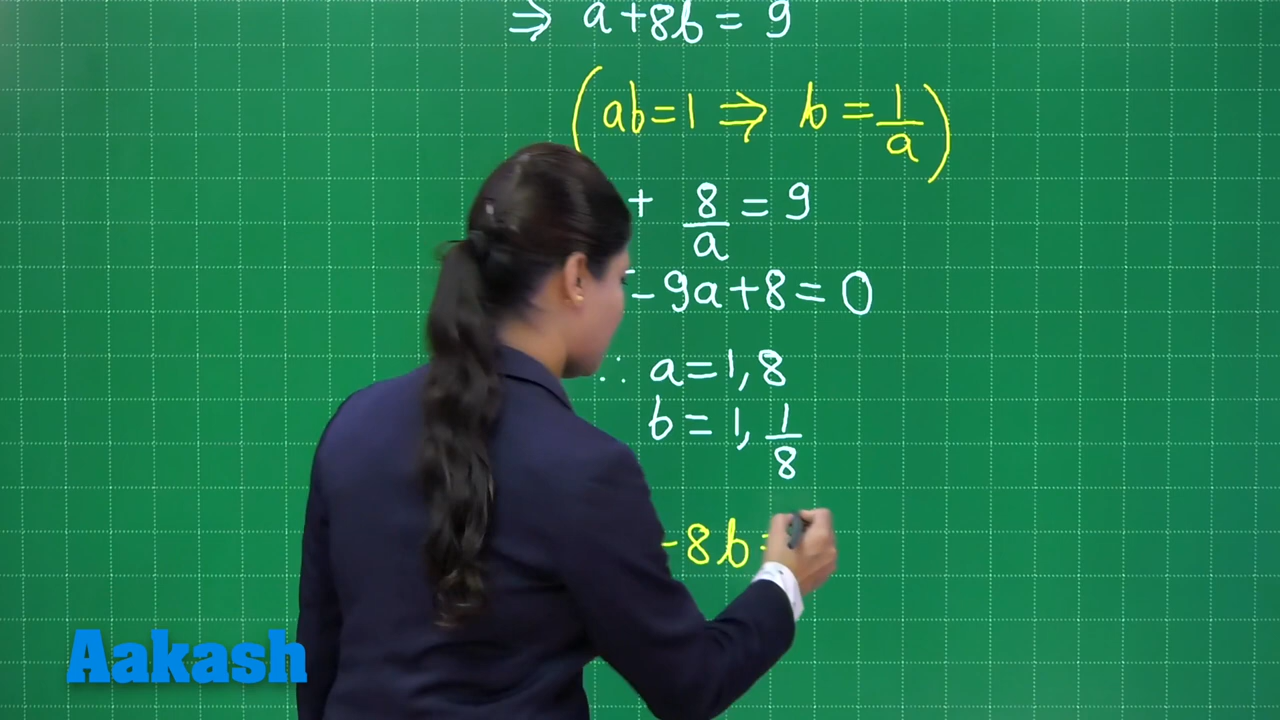 ⇒ a+8b = 9
(ab=1 ⇒ b = 1/a)
+ 8/a = 9
-9a+8=0
∴ a=1,8
b = 1, 1/8
-8b=
Aakash